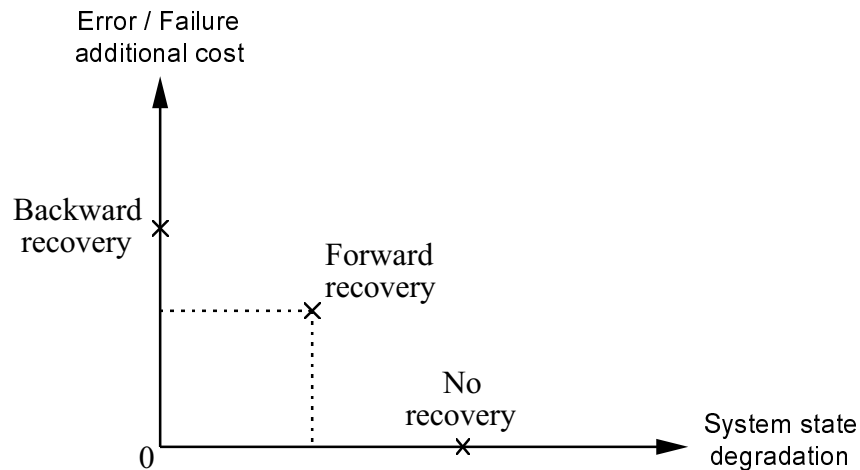 Error / Failure
additional cost
Backward
recovery
Forward
recovery
No
recovery
System state
degradation
0